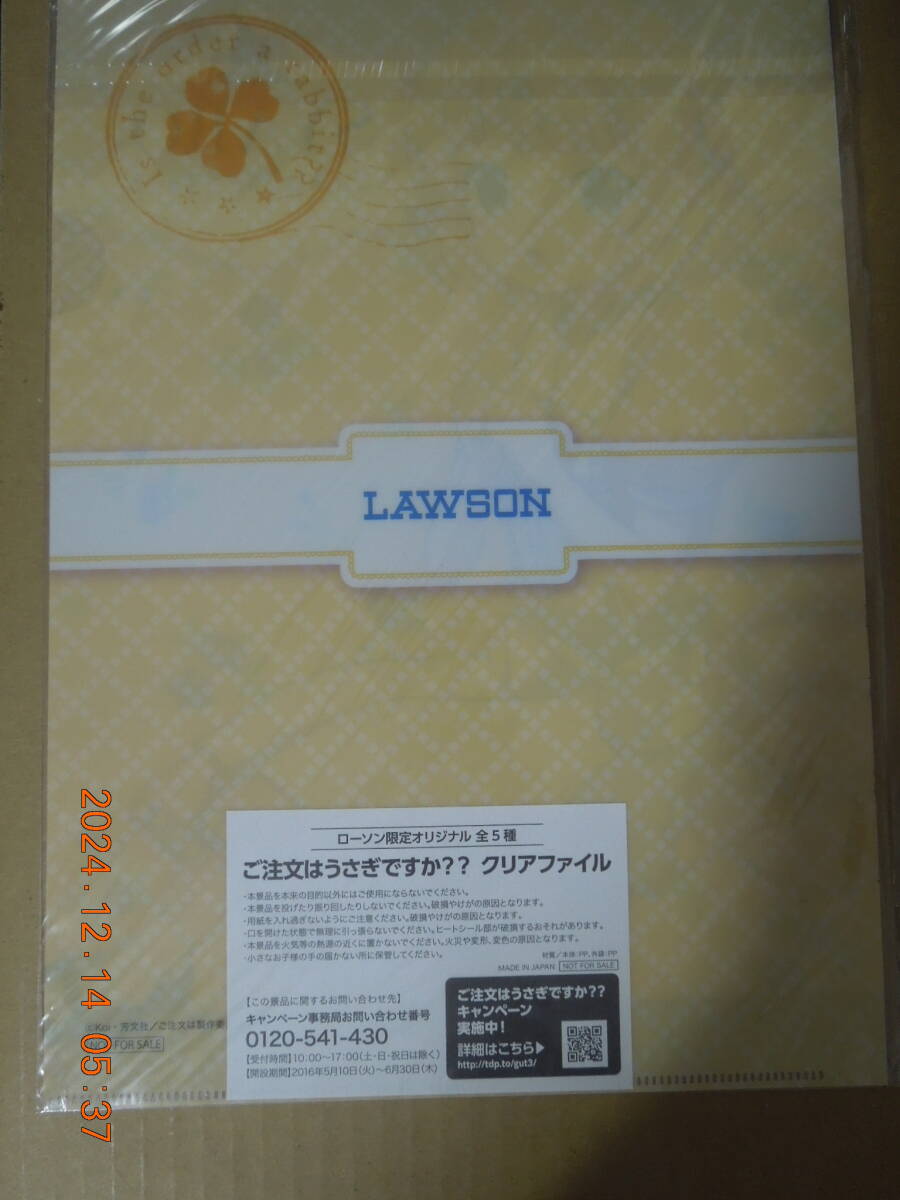 Is the order a rabbit??
LAWSON
ローソン限定オリジナル 全5種
ご注文はうさぎですか?? クリアファイル
・本景品を本来の目的以外にはご使用にならないでください。
・本景品を投げたり振り回したりしないでください。破損やけがの原因となります。
・用紙を入れ過ぎないようにご注意ください。破損やけがの原因となります。
・口を開けた状態で無理に引っ張らないでください。ヒートシール部が破損するおそれがあります。
・本景品を火気等の熱源の近くに置かないでください。火災や変形、変色の原因となります。
・小さなお子様の手の届かない所に保管してください。
材質/本体:PP、外袋:PP
MADE IN JAPAN NOT FOR SALE
【この景品に関するお問い合わせ先】
キャンペーン事務局お問い合わせ番号
0120-541-430
【受付時間】10:00〜17:00(土・日・祝日は除く)
【開設期間】2016年5月10日(火)〜6月30日(木)
ご注文はうさぎですか??
キャンペーン
実施中!
詳細はこちら▶
http://tdp.to/gut3/
©Koi・芳文社/ご注文は製作委
NOT FOR SALE
2024.12.14 05:37